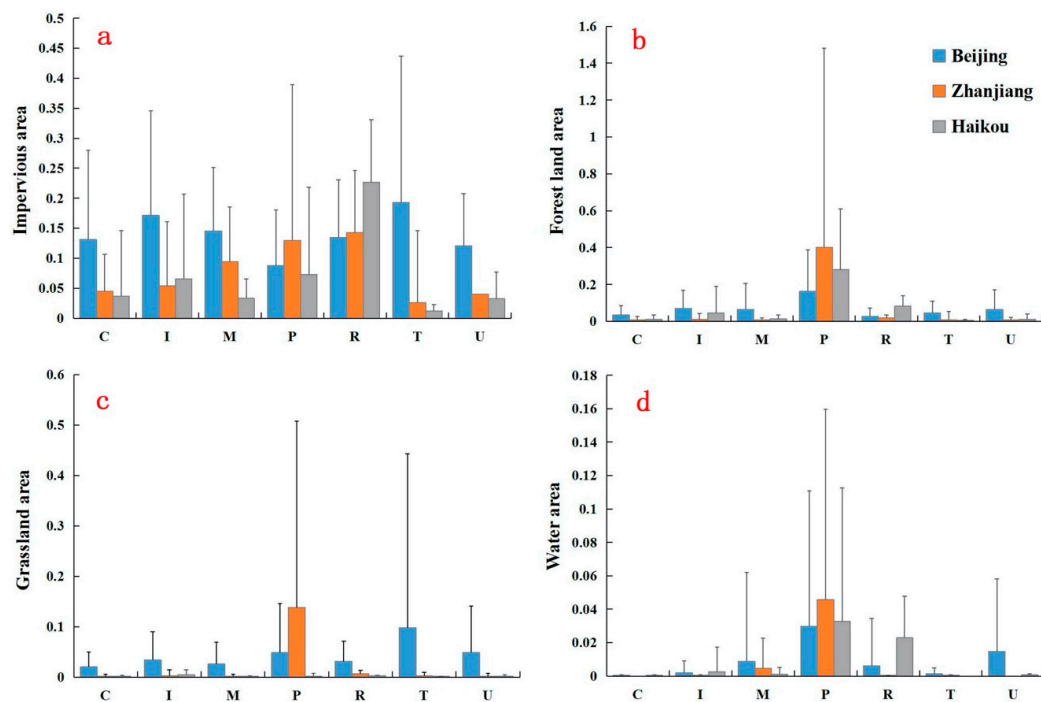 a
Impervious area
0.5
0.45
0.4
0.35
0.3
0.25
0.2
0.15
0.1
0.05
0
C I M P R T U
b
Forest land area
1.6
1.4
1.2
1
0.8
0.6
0.4
0.2
0
C I M P R T U
Beijing
Zhanjiang
Haikou
c
Grassland area
0.6
0.5
0.4
0.3
0.2
0.1
0
C I M P R T U
d
Water area
0.18
0.16
0.14
0.12
0.1
0.08
0.06
0.04
0.02
0
C I M P R T U